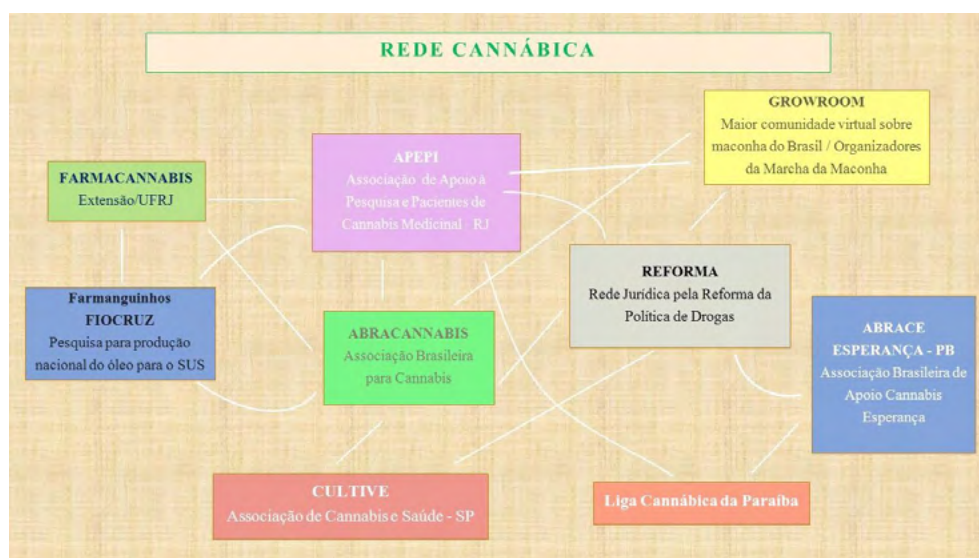 REDE CANNÁBICA
GROWROOM
Maior comunidade virtual sobre
maconha do Brasil / Organizadores
da Marcha da Maconha
APEPI
Associação de Apoio à
Pesquisa e Pacientes de
Cannabis Medicinal - RJ
FARMACANNABIS
Extensão/UFRJ
REFORMA
Rede Jurídica pela Reforma da
Política de Drogas
Farmanguinhos
FIOCRUZ
Pesquisa para produção
nacional do óleo para o SUS
ABRACANNABIS
Associação Brasileira
para Cannabis
ABRACE
ESPERANÇA - PB
Associação Brasileira de
Apoio Cannabis
Esperança
CULTIVE
Associação de Cannabis e Saúde - SP
Liga Cannábica da Paraíba